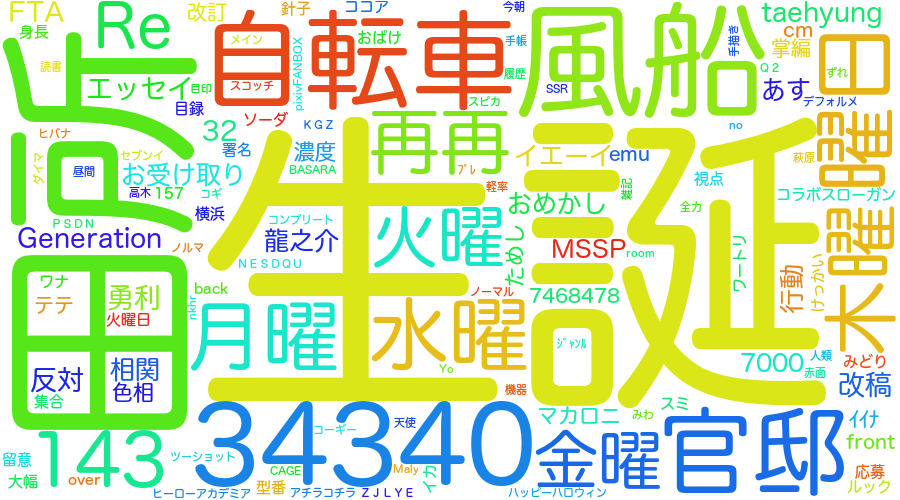 FTA
身長
Re
改訂
針子
ココア
今朝
taehyung
cm
掌編
手描き
日
読書
メイン
自転車
おばけ
手帳
風船
Q2
ずれ
エッセイ
目印
スコッチ
pixivFANBOX
履歴
SSR
あす
デフォルメ
目録
ソーダ
KGZ
スピカ
ヒバナ
32
署名
濃度
再再
イエーイ
emu
no
曜
ダイマ
昼間
セブンイ
BASARA
プレ
視点
萩原
お受け取り
高木
157
コギ
軽率
雑記
コラボスローガン
PSDN
横浜
コンプリート
おめかし
全力
Generation
ノルマ
龍之介
火曜
ためし
MSSP
room
ワートリ
木曜
NESDQU
行動
けっかい
田
ワナ
テテ
勇利
火曜日
back
nkhr
ノーマル
7468478
生誕
月曜
水曜
ジャンル
反対
相関
色相
集合
Yo
機器
7000
人類
赤面
みどり
改稿
143
34340
コーギー
天使
マカロニ
みわ
スミ
官邸
イイナ
front
留意
大幅
over
ツーショット
CAGE
Maly
イカ
金曜
応募
ルック
ヒーローアカデミア
型番
アチラコチラ
ZJLYE
ハッピーハロウィン